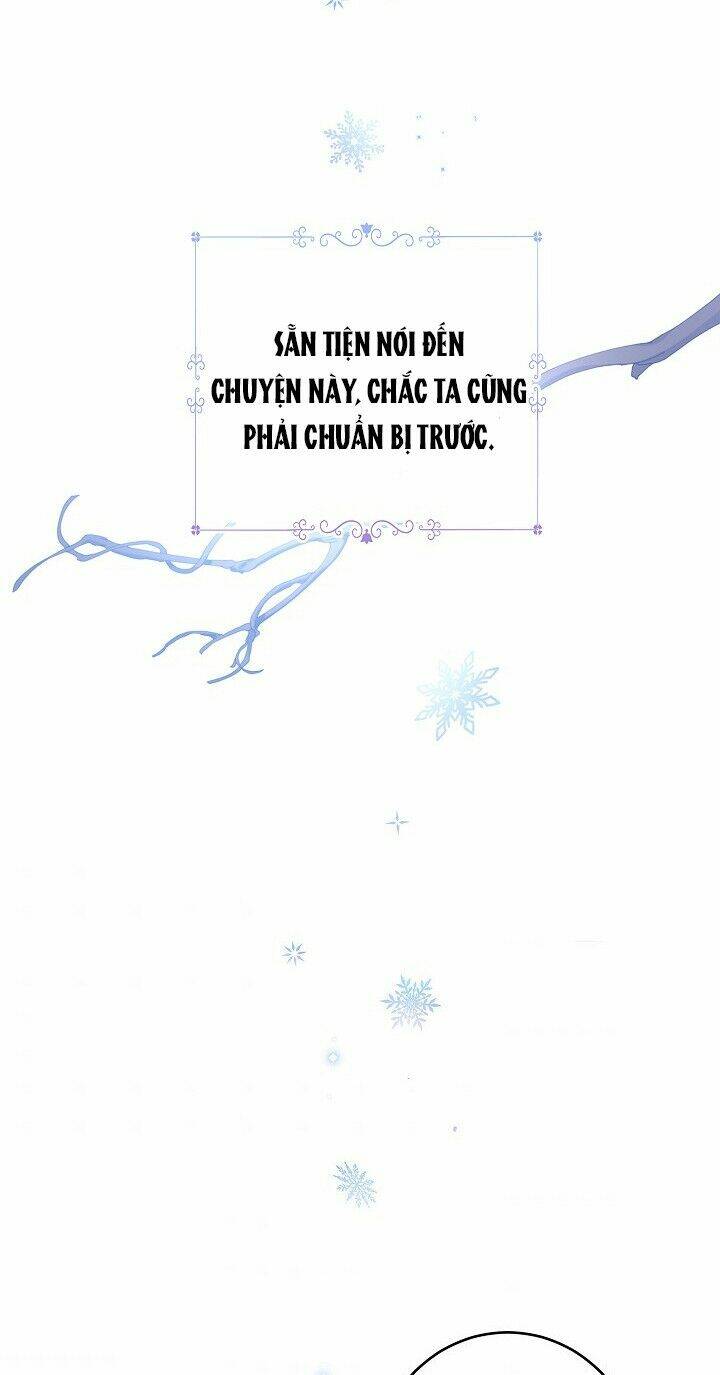 SẴN TIỆN NÓI ĐẾN
CHUYỆN NÀY, CHẮC TA CŨNG
PHẢI CHUẨN BỊ TRƯỚC.